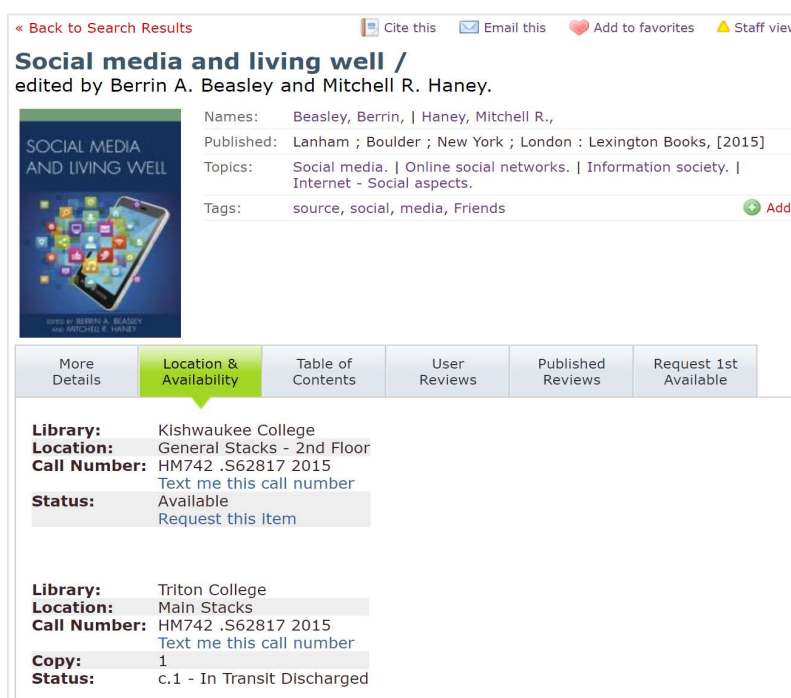 « Back to Search Results Cite this Email this Add to favorites Staff view
Social media and living well /
edited by Berrin A. Beasley and Mitchell R. Haney.
SOCIAL MEDIA
AND LIVING WELL
EDITED BY BERRIN A. BEASLEY
AND MITCHELL R. HANEY
Names: Beasley, Berrin, | Haney, Mitchell R.,
Published: Lanham ; Boulder ; New York ; London : Lexington Books, [2015]
Topics: Social media. | Online social networks. | Information society. |
Internet - Social aspects.
Tags: source, social, media, Friends Add
More Details
Location & Availability
Table of Contents
User Reviews
Published Reviews
Request 1st Available
Library: Kishwaukee College
Location: General Stacks - 2nd Floor
Call Number: HM742 .S62817 2015
Text me this call number
Status: Available
Request this item
Library: Triton College
Location: Main Stacks
Call Number: HM742 .S62817 2015
Text me this call number
Copy: 1
Status: c.1 - In Transit Discharged